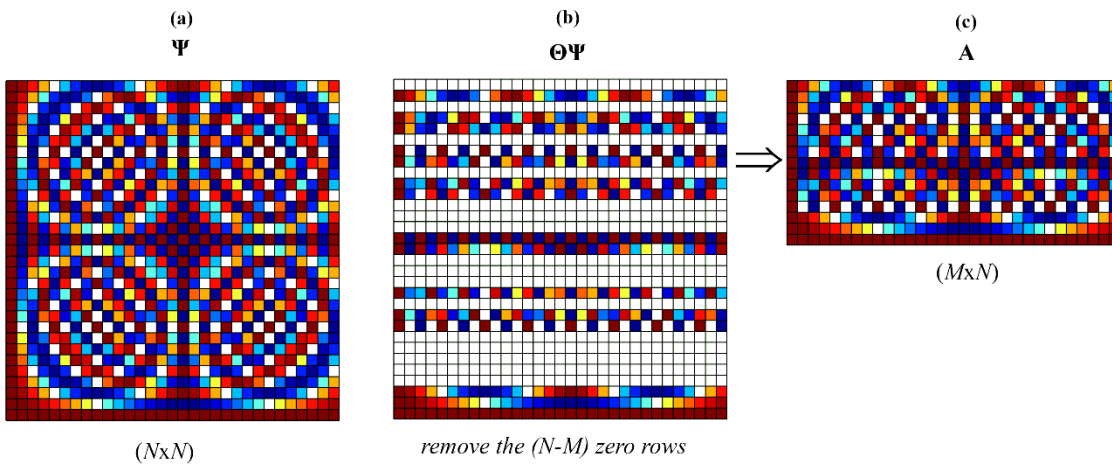 (a)
Ψ
(b)
ΘΨ
(c)
A
(NxN)
remove the (N-M) zero rows
(MxN)